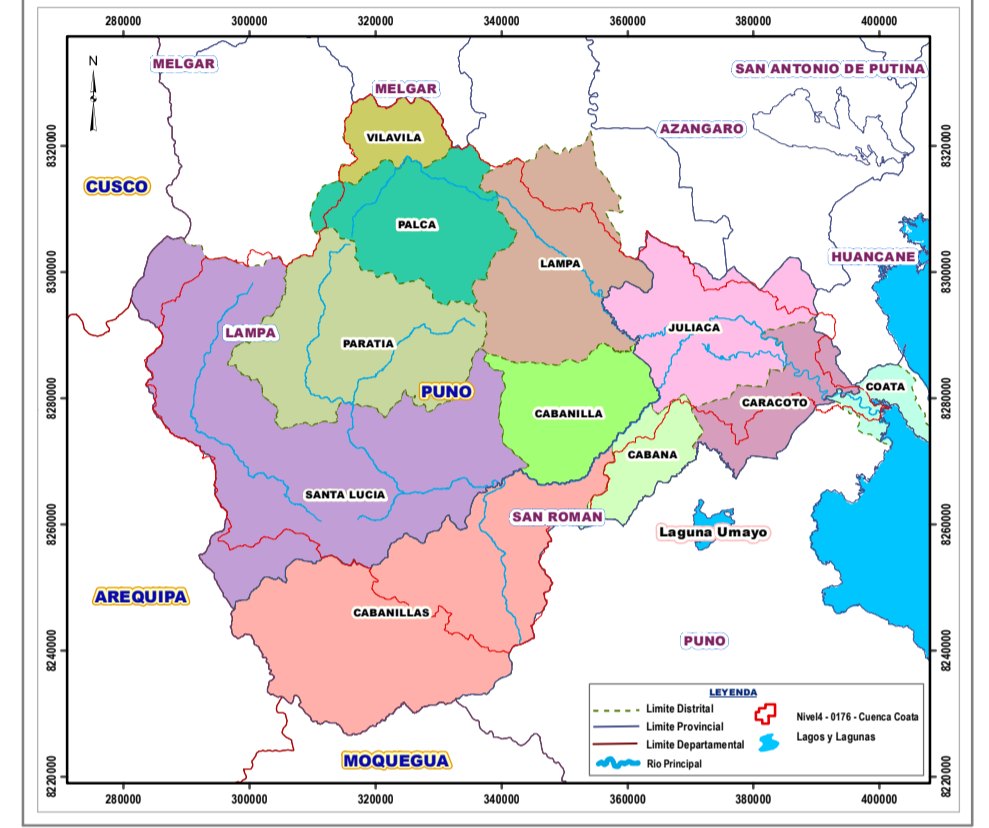 280000 300000 320000 340000 360000 380000 400000
MELGAR
SAN ANTONIO DE PUTINA
N
MELGAR
AZANGARO
VILAVILA
8320000
8320000
CUSCO
PALCA
HUANCANE
LAMPA
8300000
8300000
LAMPA
JULIACA
PARATIA
PUNO
COATA
8280000
8280000
CARACOTO
CABANILLA
CABANA
SANTA LUCIA
SAN ROMAN
8260000
8260000
Laguna Umayo
AREQUIPA
CABANILLAS
PUNO
8240000
8240000
LEYENDA
Limite Distrital
Limite Provincial
Limite Departamental
Rio Principal
Nivel4 - 0176 - Cuenca Coata
Lagos y Lagunas
MOQUEGUA
8220000
8220000
280000 300000 320000 340000 360000 380000 400000